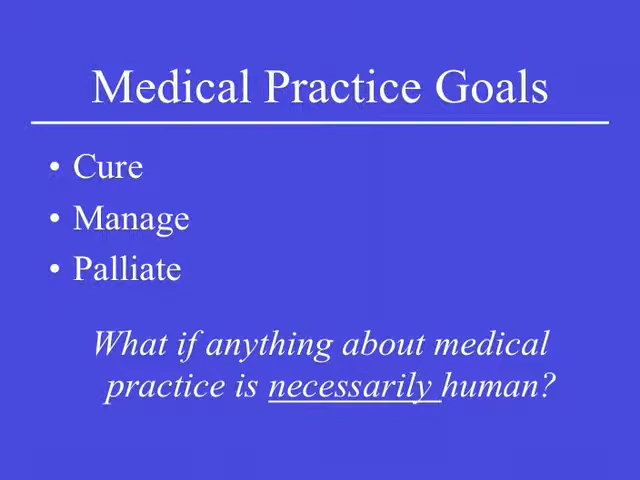 Medical Practice Goals
• Cure
• Manage
• Palliate
What if anything about medical
practice is necessarily human?